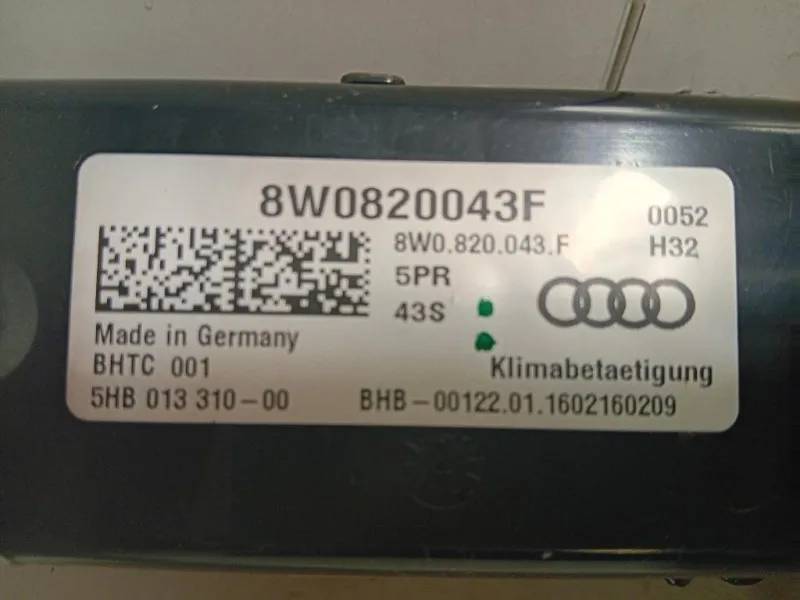 8W0820043F 0052
8W0.820.043.F H32
5PR
43S
Made in Germany
BHTC 001 Klimabetaetigung
5HB 013 310-00 BHB-00122.01.1602160209